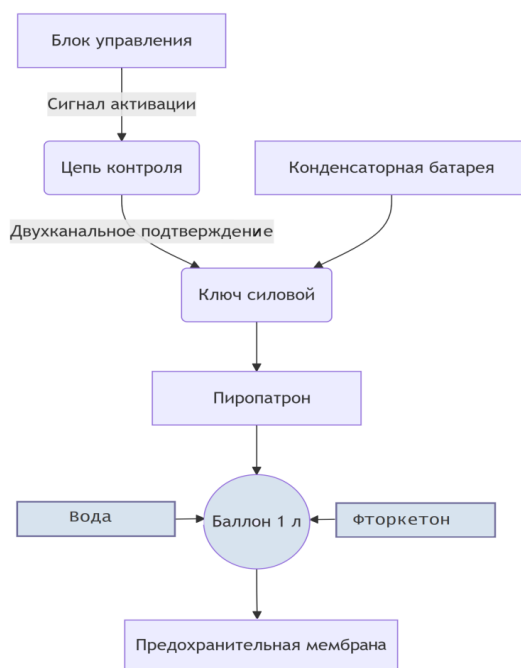 Блок управления
Сигнал активации
Цепь контроля
Конденсаторная батарея
Двухканальное подтверждение
Ключ силовой
Пиропатрон
Вода
Баллон 1 л
Фторкетон
Предохранительная мембрана